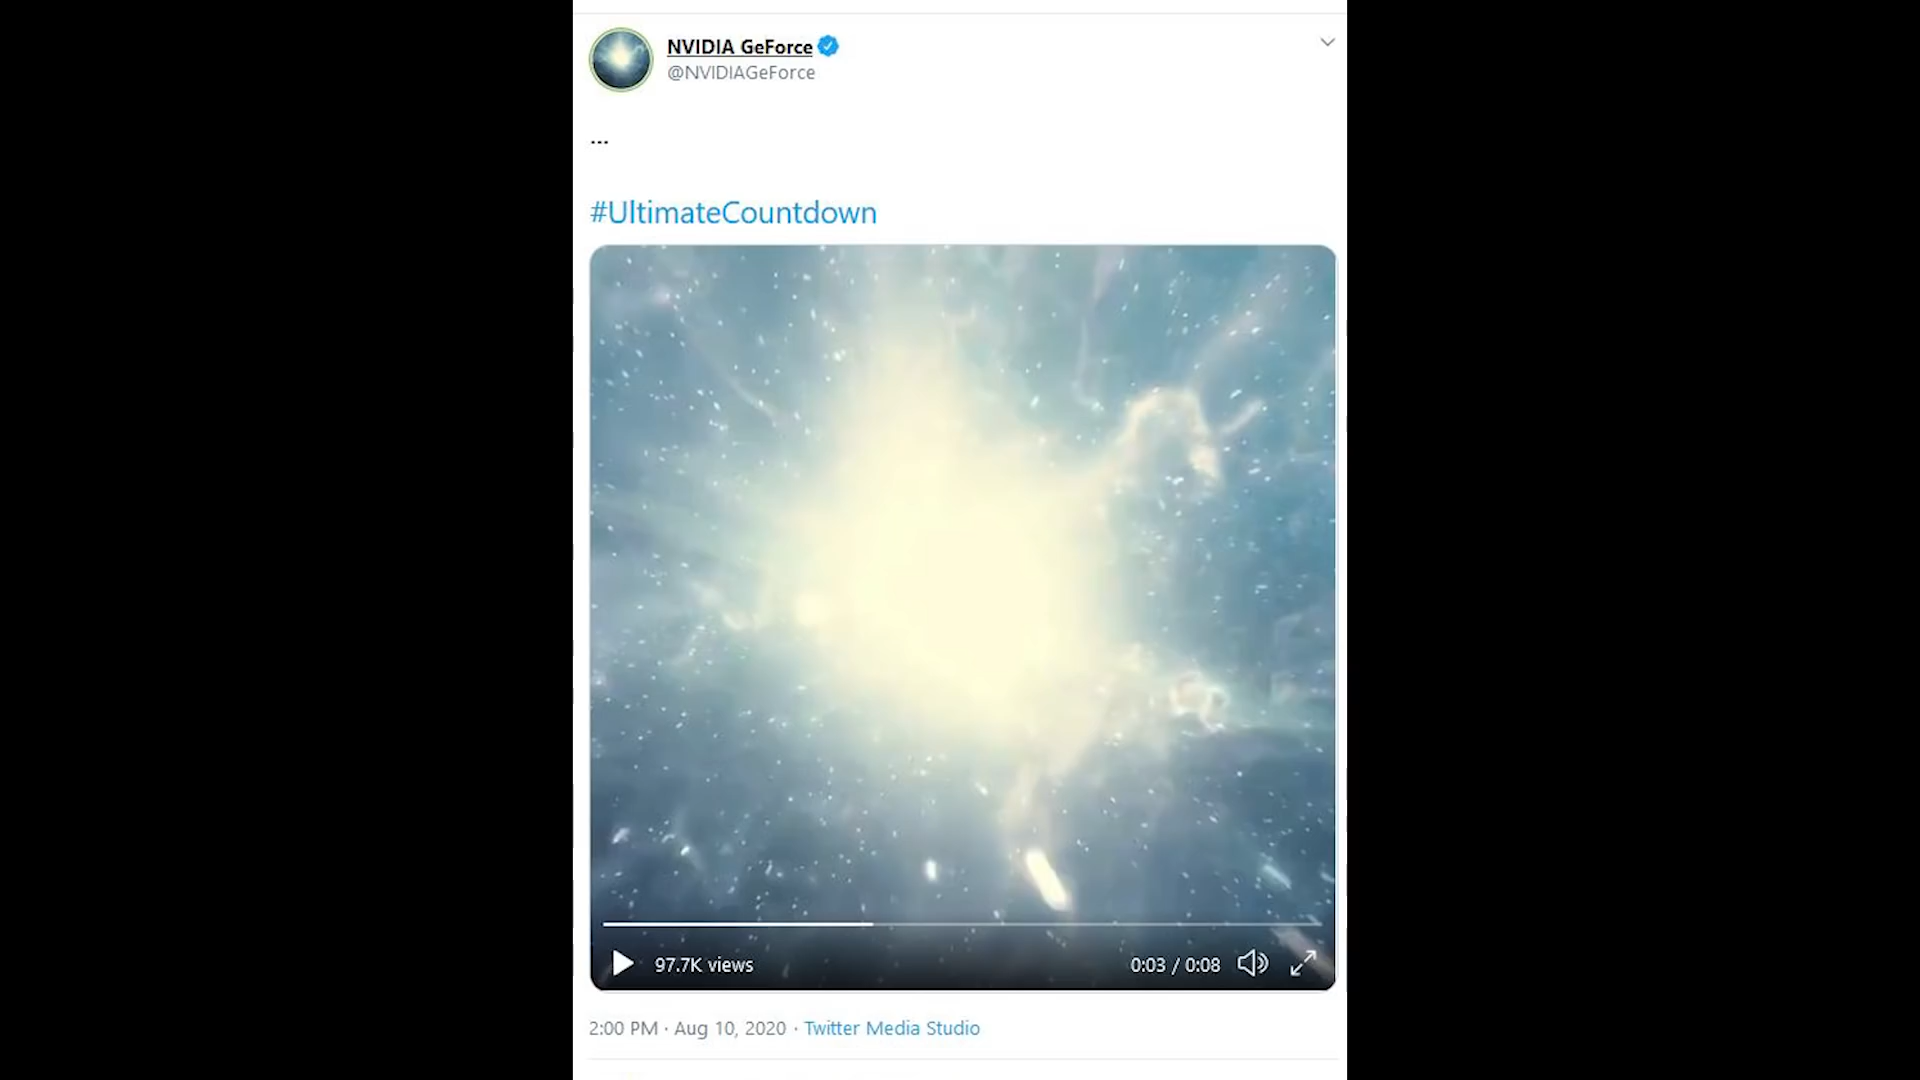 NVIDIA GeForce
@NVIDIAGeForce
...
#UltimateCountdown
97.7K views
0:03 / 0:08
2:00 PM · Aug 10, 2020 · Twitter Media Studio